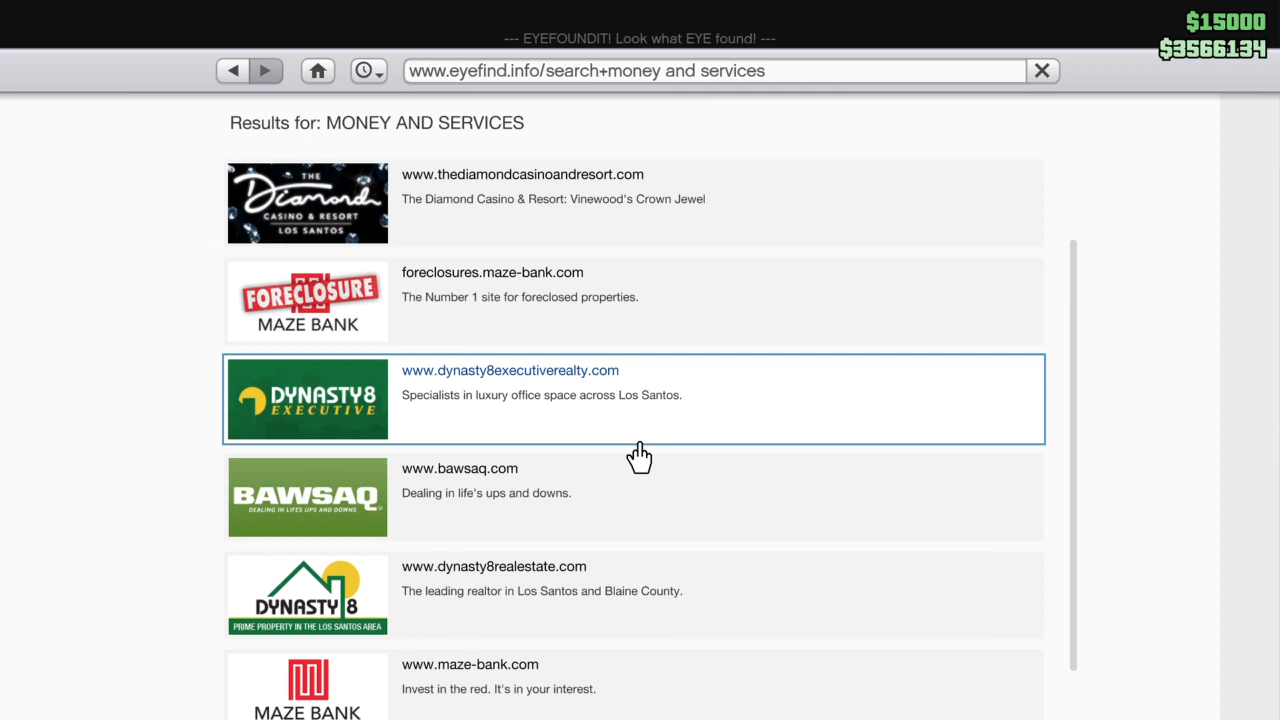 $15000
--- EYEFOUNDIT! Look what EYE found! ---
$3566134
www.eyefind.info/search+money and services
Results for: MONEY AND SERVICES
THE
Diamond
CASINO & RESORT
LOS SANTOS
www.thediamondcasinoandresort.com
The Diamond Casino & Resort: Vinewood's Crown Jewel
FORECLOSURE
MAZE BANK
foreclosures.maze-bank.com
The Number 1 site for foreclosed properties.
DYNASTY8
EXECUTIVE
www.dynasty8executiverealty.com
Specialists in luxury office space across Los Santos.
BAWSAQ
DEALING IN LIFES UPS AND DOWNS
www.bawsaq.com
Dealing in life's ups and downs.
DYNASTY 8
PRIME PROPERTY IN THE LOS SANTOS AREA
www.dynasty8realestate.com
The leading realtor in Los Santos and Blaine County.
MAZE BANK
www.maze-bank.com
Invest in the red. It's in your interest.